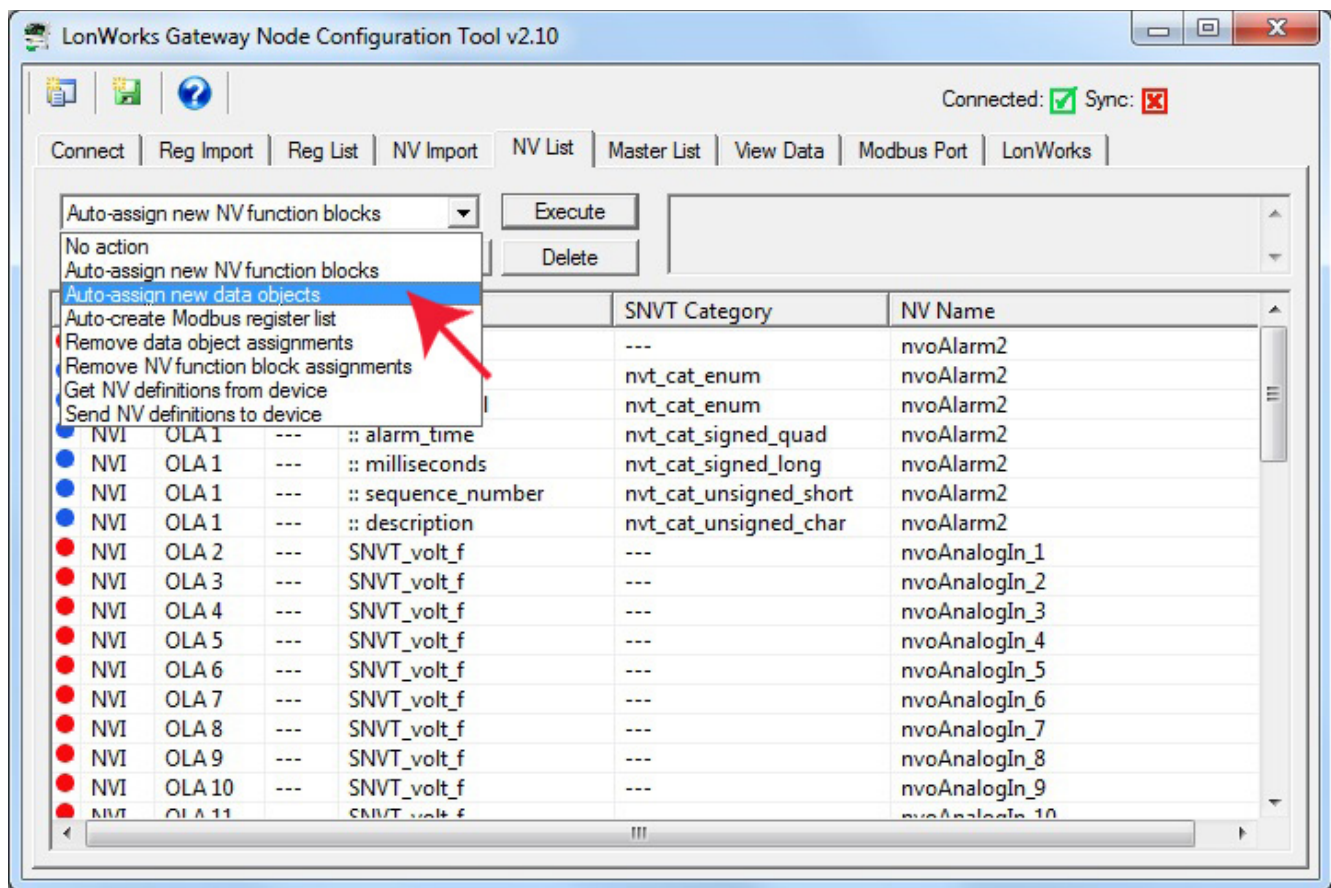 LonWorks Gateway Node Configuration Tool v2.10
Connected: Sync:
Connect Reg Import Reg List NV Import NV List Master List View Data Modbus Port LonWorks
Auto-assign new NV function blocks Execute
No action
Auto-assign new NV function blocks Delete
Auto-assign new data objects
Auto-create Modbus register list SNVT Category NV Name
Remove data object assignments --- nvoAlarm2
Remove NV function block assignments nvt_cat_enum nvoAlarm2
Get NV definitions from device
Send NV definitions to device nvt_cat_enum nvoAlarm2
NVI OLA 1 --- :: alarm_time nvt_cat_signed_quad nvoAlarm2
NVI OLA 1 --- :: milliseconds nvt_cat_signed_long nvoAlarm2
NVI OLA 1 --- :: sequence_number nvt_cat_unsigned_short nvoAlarm2
NVI OLA 1 --- :: description nvt_cat_unsigned_char nvoAlarm2
NVI OLA 2 --- SNVT_volt_f --- nvoAnalogIn_1
NVI OLA 3 --- SNVT_volt_f --- nvoAnalogIn_2
NVI OLA 4 --- SNVT_volt_f --- nvoAnalogIn_3
NVI OLA 5 --- SNVT_volt_f --- nvoAnalogIn_4
NVI OLA 6 --- SNVT_volt_f --- nvoAnalogIn_5
NVI OLA 7 --- SNVT_volt_f --- nvoAnalogIn_6
NVI OLA 8 --- SNVT_volt_f --- nvoAnalogIn_7
NVI OLA 9 --- SNVT_volt_f --- nvoAnalogIn_8
NVI OLA 10 --- SNVT_volt_f --- nvoAnalogIn_9
NVI OLA 11 SNVT_volt_f nvoAnalogIn_10